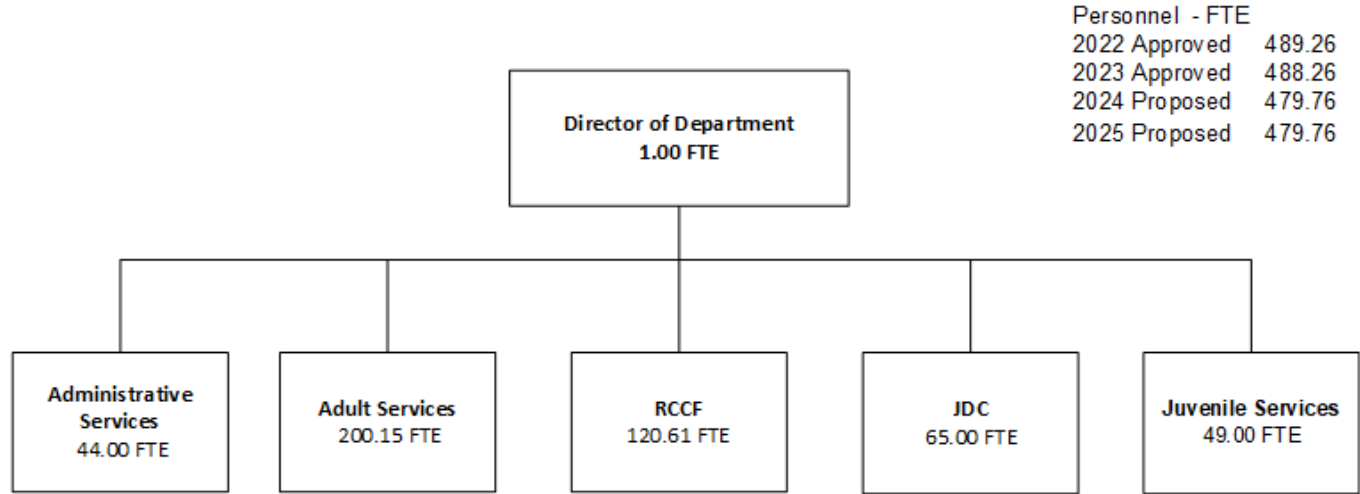 Personnel - FTE
2022 Approved 489.26
2023 Approved 488.26
2024 Proposed 479.76
2025 Proposed 479.76
Director of Department
1.00 FTE
Administrative
Services
44.00 FTE
Adult Services
200.15 FTE
RCCF
120.61 FTE
JDC
65.00 FTE
Juvenile Services
49.00 FTE